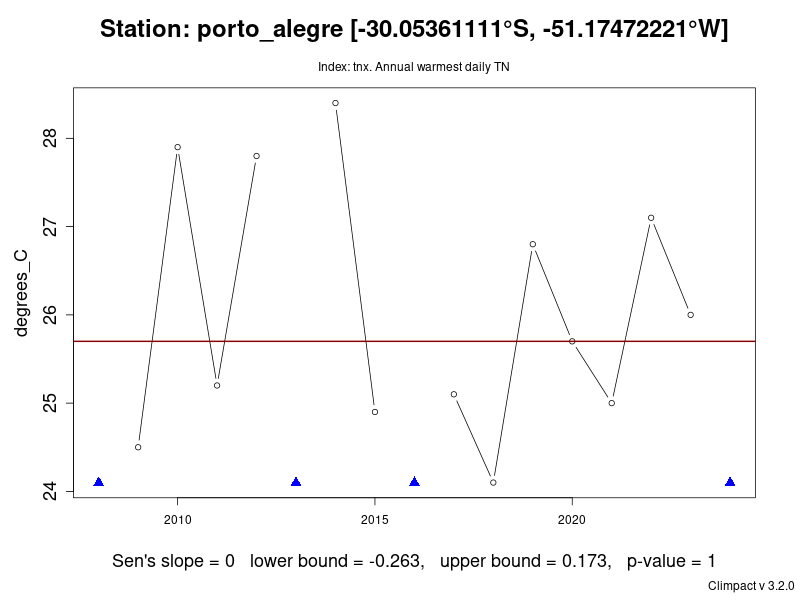 Station: porto_alegre [-30.05361111°S, -51.17472221°W]
Index: tnx. Annual warmest daily TN
degrees_C
28
27
26
25
24
2010 2015 2020
Sen's slope = 0 lower bound = -0.263, upper bound = 0.173, p-value = 1
Climpact v 3.2.0